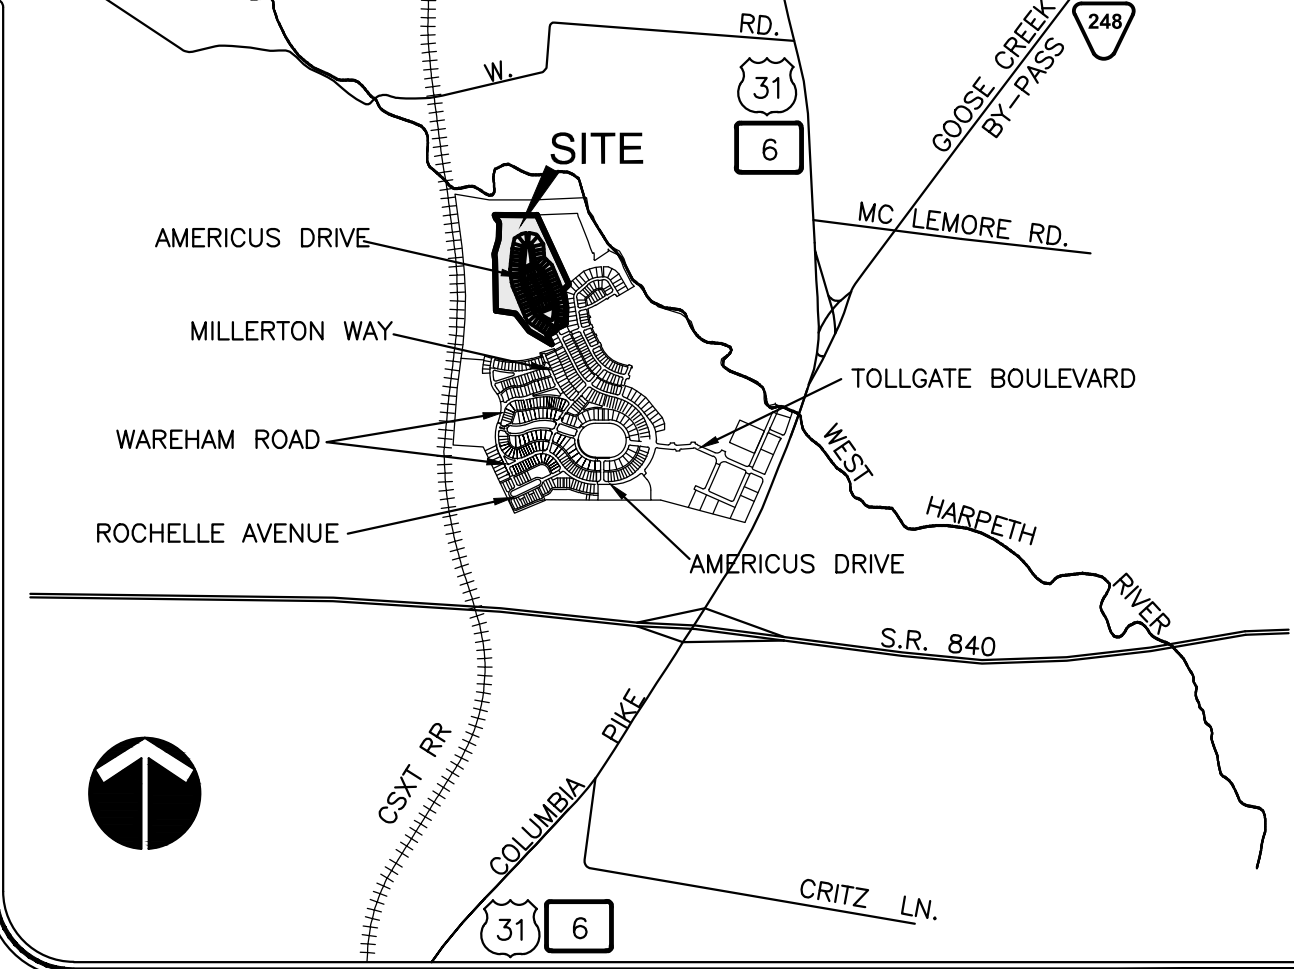 RD.
248
W.
GOOSE CREEK
BY-PASS
31
6
SITE
MC LEMORE RD.
AMERICUS DRIVE
MILLERTON WAY
TOLLGATE BOULEVARD
WAREHAM ROAD
WEST
HARPETH
RIVER
ROCHELLE AVENUE
AMERICUS DRIVE
S.R. 840
PIKE
CSXT RR
COLUMBIA
CRITZ LN.
31
6